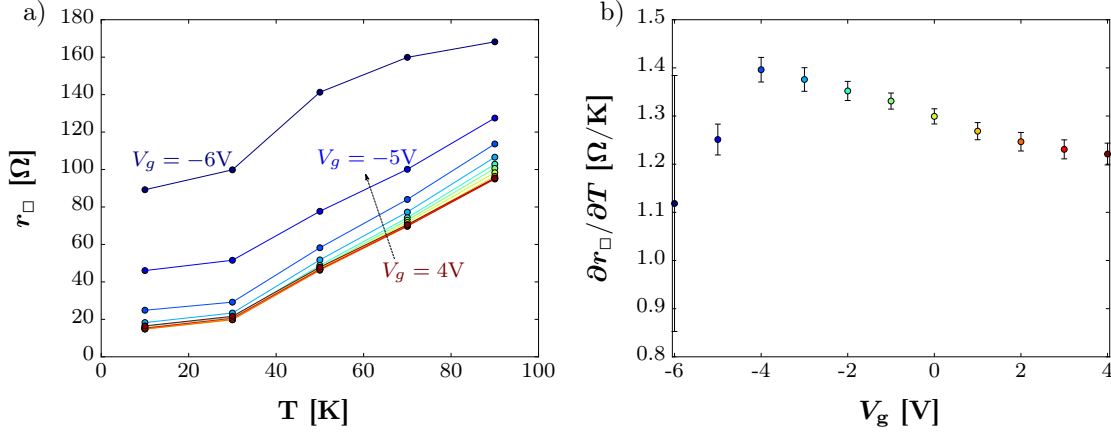 a)
180
160
140
120
100
80
60
40
20
0
r□ [Ω]
V_g = −6V
V_g = −5V
V_g = 4V
0 20 40 60 80 100
T [K]
b)
1.5
1.4
1.3
1.2
1.1
1.0
0.9
0.8
∂r□/∂T [Ω/K]
-6 -4 -2 0 2 4
V_g [V]